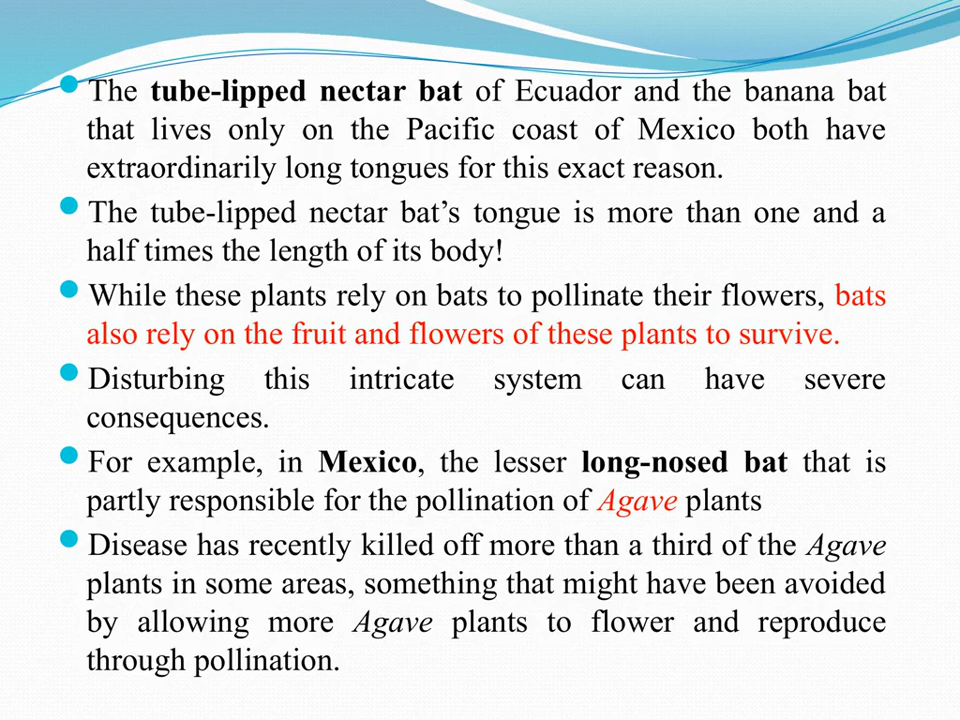 The tube-lipped nectar bat of Ecuador and the banana bat
that lives only on the Pacific coast of Mexico both have
extraordinarily long tongues for this exact reason.
The tube-lipped nectar bat’s tongue is more than one and a
half times the length of its body!
While these plants rely on bats to pollinate their flowers, bats
also rely on the fruit and flowers of these plants to survive.
Disturbing this intricate system can have severe
consequences.
For example, in Mexico, the lesser long-nosed bat that is
partly responsible for the pollination of Agave plants
Disease has recently killed off more than a third of the Agave
plants in some areas, something that might have been avoided
by allowing more Agave plants to flower and reproduce
through pollination.